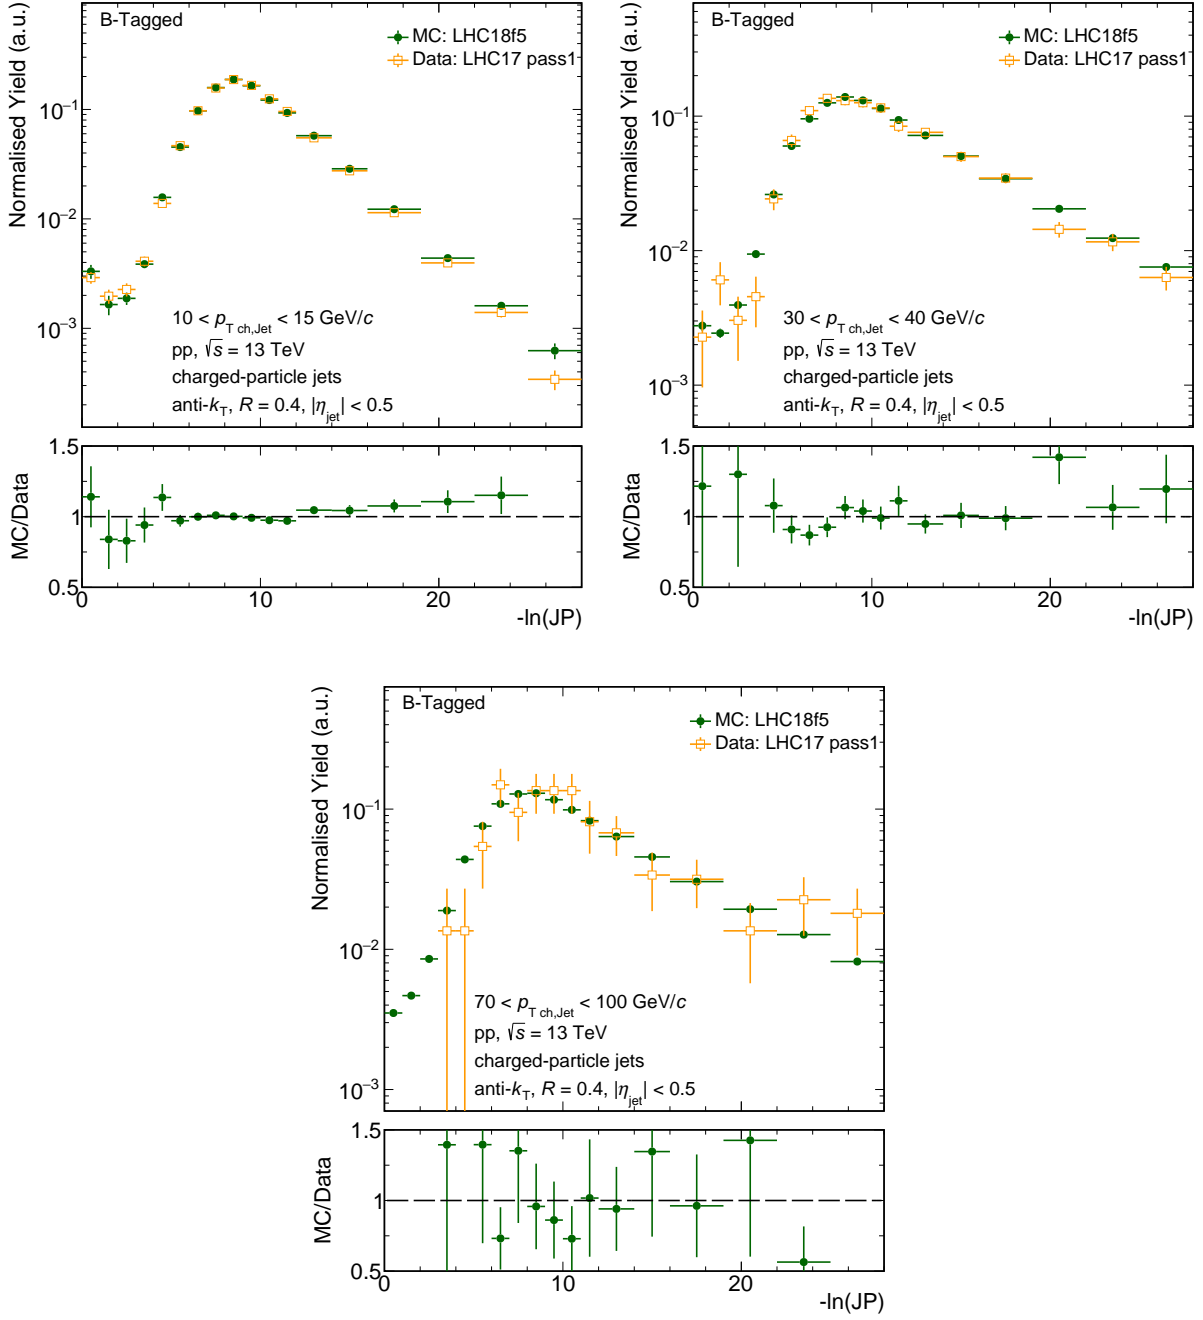 B-Tagged
MC: LHC18f5
Data: LHC17 pass1
Normalised Yield (a.u.)
10⁻¹
10⁻²
10⁻³
10 < p_T ch,Jet < 15 GeV/c
pp, √s = 13 TeV
charged-particle jets
anti-k_T, R = 0.4, |η_jet| < 0.5
MC/Data
1.5
1
0.5
0 10 20
-ln(JP)
B-Tagged
MC: LHC18f5
Data: LHC17 pass1
Normalised Yield (a.u.)
10⁻¹
10⁻²
10⁻³
30 < p_T ch,Jet < 40 GeV/c
pp, √s = 13 TeV
charged-particle jets
anti-k_T, R = 0.4, |η_jet| < 0.5
MC/Data
1.5
1
0.5
0 10 20
-ln(JP)
B-Tagged
MC: LHC18f5
Data: LHC17 pass1
Normalised Yield (a.u.)
10⁻¹
10⁻²
10⁻³
70 < p_T ch,Jet < 100 GeV/c
pp, √s = 13 TeV
charged-particle jets
anti-k_T, R = 0.4, |η_jet| < 0.5
MC/Data
1.5
1
0.5
0 10 20
-ln(JP)